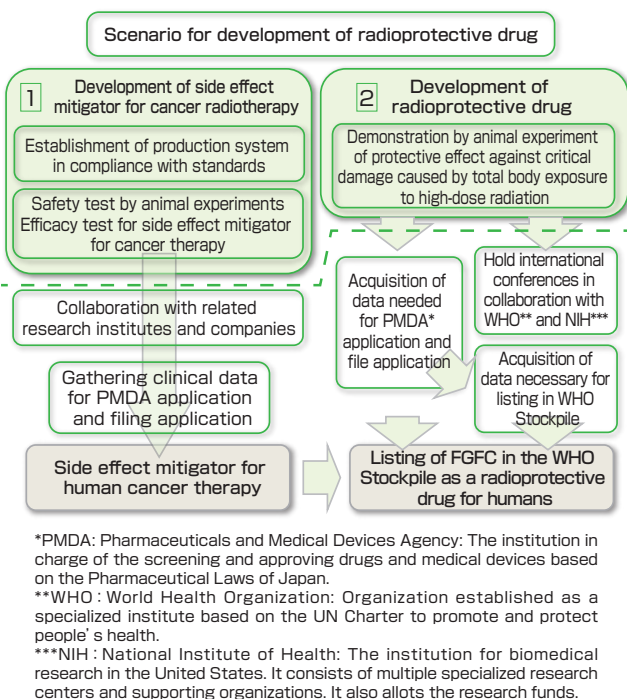 Scenario for development of radioprotective drug
1
Development of side effect
mitigator for cancer radiotherapy
Establishment of production system
in compliance with standards
Safety test by animal experiments
Efficacy test for side effect mitigator
for cancer therapy
Collaboration with related
research institutes and companies
Gathering clinical data
for PMDA application
and filing application
Side effect mitigator for
human cancer therapy
2
Development of
radioprotective drug
Demonstration by animal experiment
of protective effect against critical
damage caused by total body exposure
to high-dose radiation
Acquisition of
data needed
for PMDA*
application and
file application
Hold international
conferences in
collaboration with
WHO** and NIH***
Acquisition of
data necessary for
listing in WHO
Stockpile
Listing of FGFC in the WHO
Stockpile as a radioprotective
drug for humans
*PMDA: Pharmaceuticals and Medical Devices Agency: The institution in
charge of the screening and approving drugs and medical devices based
on the Pharmaceutical Laws of Japan.
**WHO : World Health Organization: Organization established as a
specialized institute based on the UN Charter to promote and protect
people's health.
***NIH : National Institute of Health: The institution for biomedical
research in the United States. It consists of multiple specialized research
centers and supporting organizations. It also allots the research funds.